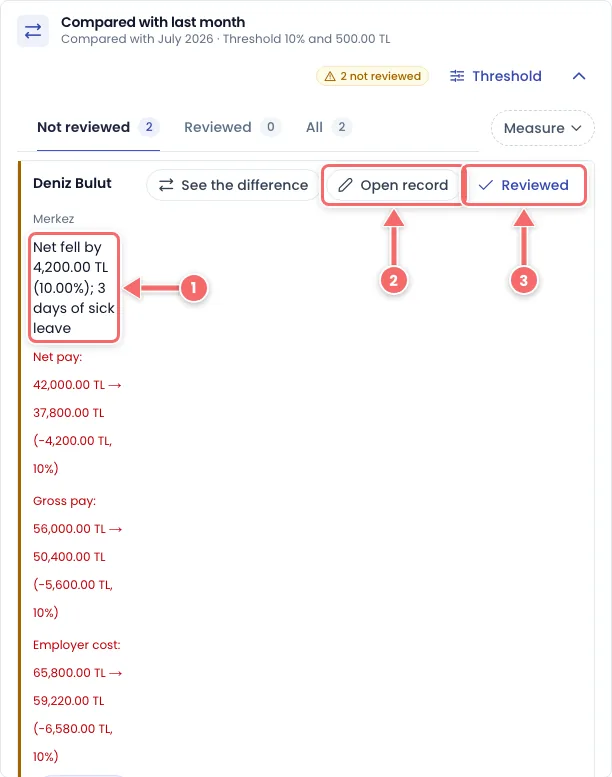 Compared with last month
Compared with July 2026 · Threshold 10% and 500.00 TL
2 not reviewed
Threshold
Not reviewed 2
Reviewed 0
All 2
Measure
Deniz Bulut
See the difference
Open record
Reviewed
Merkez
Net fell by
4,200.00 TL
(10.00%); 3
days of sick
leave
1
2
3
Net pay:
42,000.00 TL →
37,800.00 TL
(−4,200.00 TL,
10%)
Gross pay:
56,000.00 TL →
50,400.00 TL
(−5,600.00 TL,
10%)
Employer cost:
65,800.00 TL →
59,220.00 TL
(−6,580.00 TL,
10%)